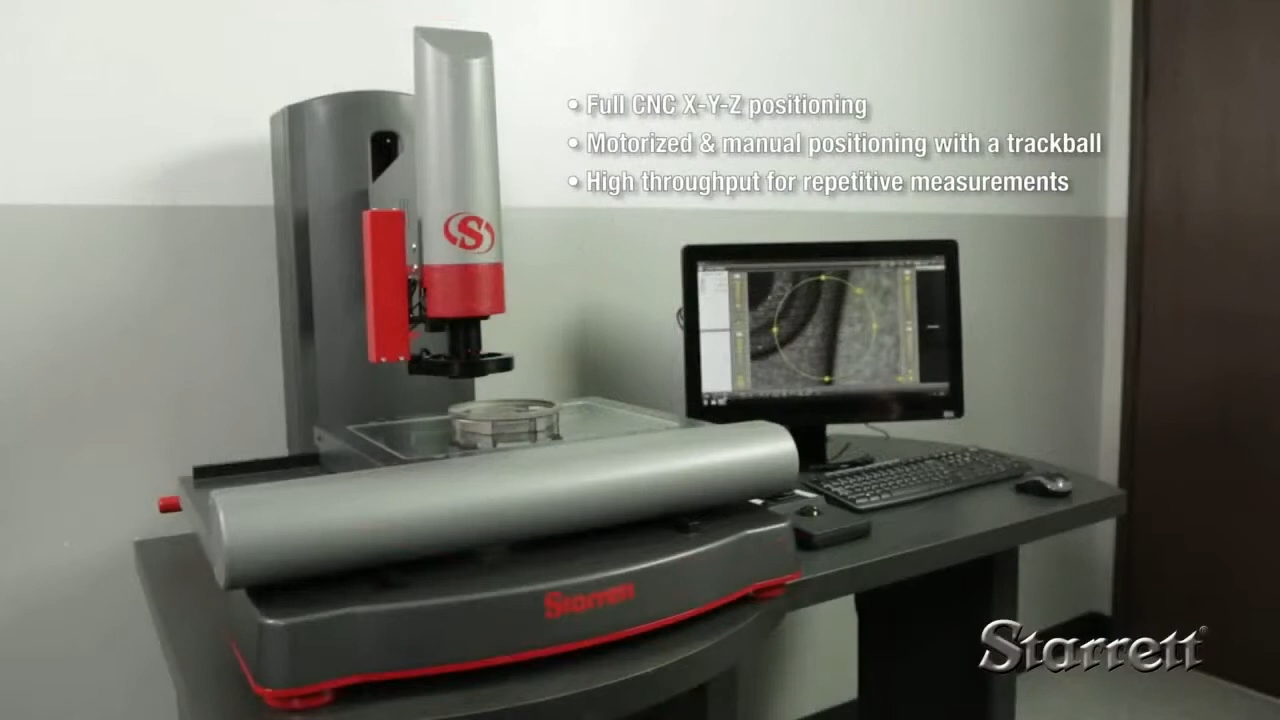 • Full CNC X-Y-Z positioning
• Motorized & manual positioning with a trackball
• High throughput for repetitive measurements
S
Starrett
Starrett®